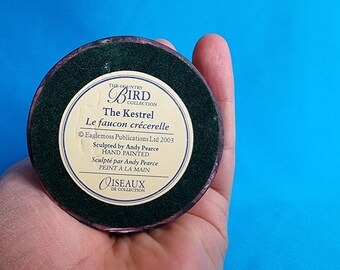 THE COUNTRY
BIRD
COLLECTION
The Kestrel
Le faucon crécerelle
© Eaglemoss Publications Ltd 2003
Sculpted by Andy Pearce
HAND PAINTED
Sculpté par Andy Pearce
PEINT A LA MAIN
OISEAUX
DE COLLECTION